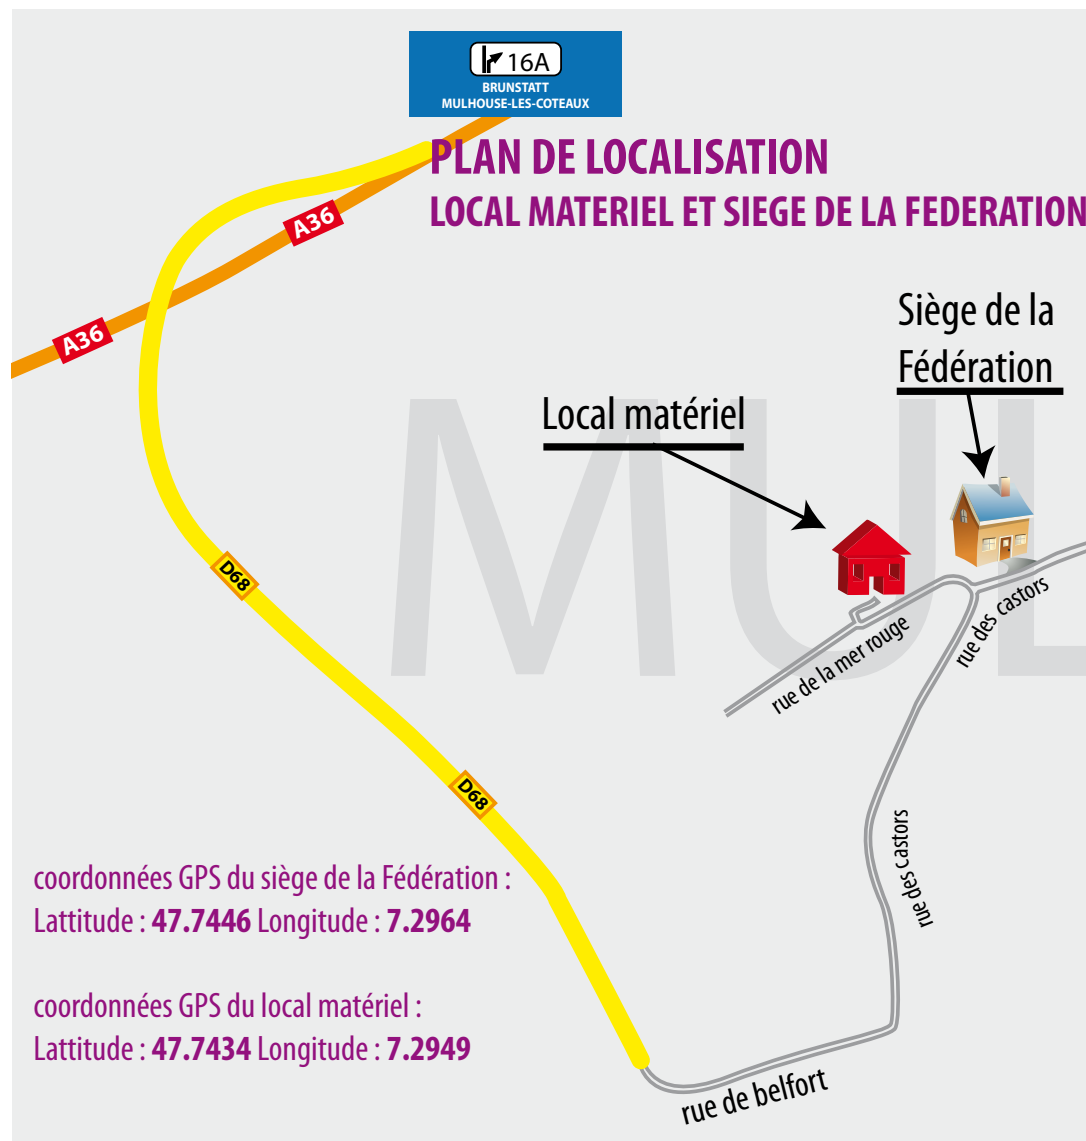 16A
BRUNSTATT
MULHOUSE-LES-COTEAUX
PLAN DE LOCALISATION
LOCAL MATERIEL ET SIEGE DE LA FEDERATION
A36
A36
Siège de la
Fédération
Local matériel
MUL
D68
rue des castors
rue de la mer rouge
D68
rue des castors
coordonnées GPS du siège de la Fédération :
Lattitude : 47.7446 Longitude : 7.2964
coordonnées GPS du local matériel :
Lattitude : 47.7434 Longitude : 7.2949
rue de belfort